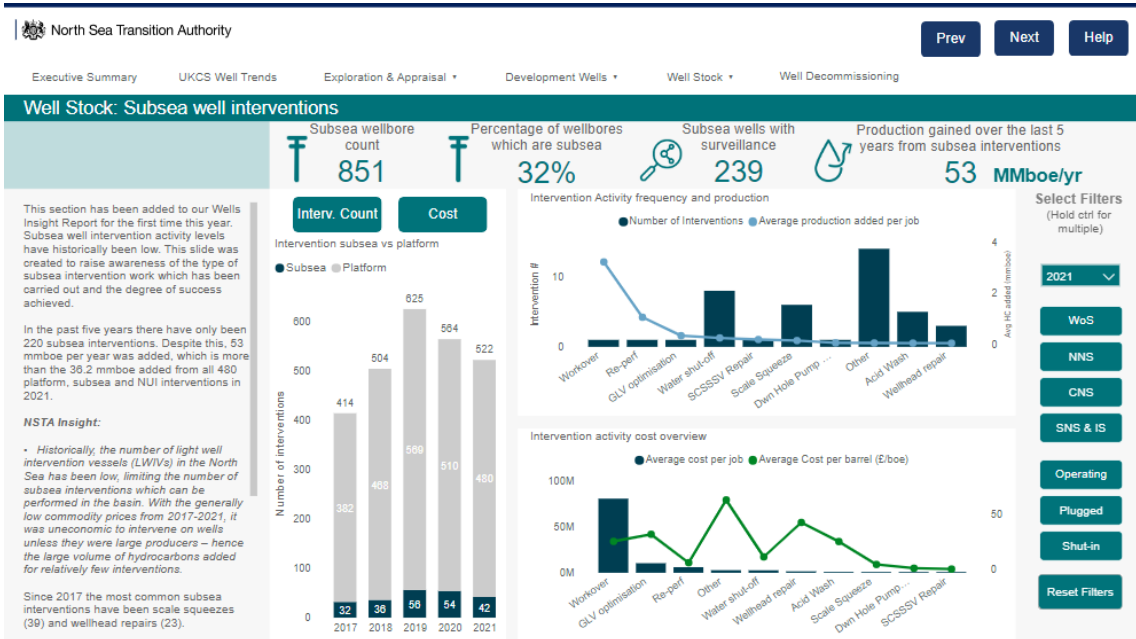 North Sea Transition Authority
Prev
Next
Help
Executive Summary
UKCS Well Trends
Exploration & Appraisal
Development Wells
Well Stock
Well Decommissioning
Well Stock: Subsea well interventions
Subsea wellbore
count
851
Percentage of wellbores
which are subsea
32%
Subsea wells with
surveillance
239
Production gained over the last 5
years from subsea interventions
53 MMboe/yr
This section has been added to our Wells
Insight Report for the first time this year.
Subsea well intervention activity levels
have historically been low. This slide was
created to raise awareness of the type of
subsea intervention work which has been
carried out and the degree of success
achieved.
In the past five years there have only been
220 subsea interventions. Despite this, 53
mmboe per year was added, which is more
than the 36.2 mmboe added from all 480
platform, subsea and NUI interventions in
2021.
NSTA Insight:
• Historically, the number of light well
intervention vessels (LWIVs) in the North
Sea has been low, limiting the number of
subsea interventions which can be
performed in the basin. With the generally
low commodity prices from 2017-2021, it
was uneconomic to intervene on wells
unless they were large producers – hence
the large volume of hydrocarbons added
for relatively few interventions.
Since 2017 the most common subsea
interventions have been scale squeezes
(39) and wellhead repairs (23).
Interv. Count
Cost
Intervention subsea vs platform
Subsea Platform
Number of interventions
600
500
400
300
200
100
0
414
504
625
564
522
382
468
569
510
480
32
36
56
54
42
2017
2018
2019
2020
2021
Intervention Activity frequency and production
Number of Interventions Average production added per job
Intervention #
10
0
4
2
0
Avg HC added (mmboe)
Workover
Re-perf
GLV optimisation
Water shut-off
SCSSSV Repair
Scale Squeeze
Dwn Hole Pump ...
Other
Acid Wash
Wellhead repair
Intervention activity cost overview
Average cost per job Average Cost per barrel (£/boe)
100M
50M
0M
50
0
Workover
GLV optimisation
Re-perf
Other
Water shut-off
Wellhead repair
Acid Wash
Scale Squeeze
Dwn Hole Pump...
SCSSSV Repair
Select Filters
(Hold ctrl for
multiple)
2021
WoS
NNS
CNS
SNS & IS
Operating
Plugged
Shut-in
Reset Filters